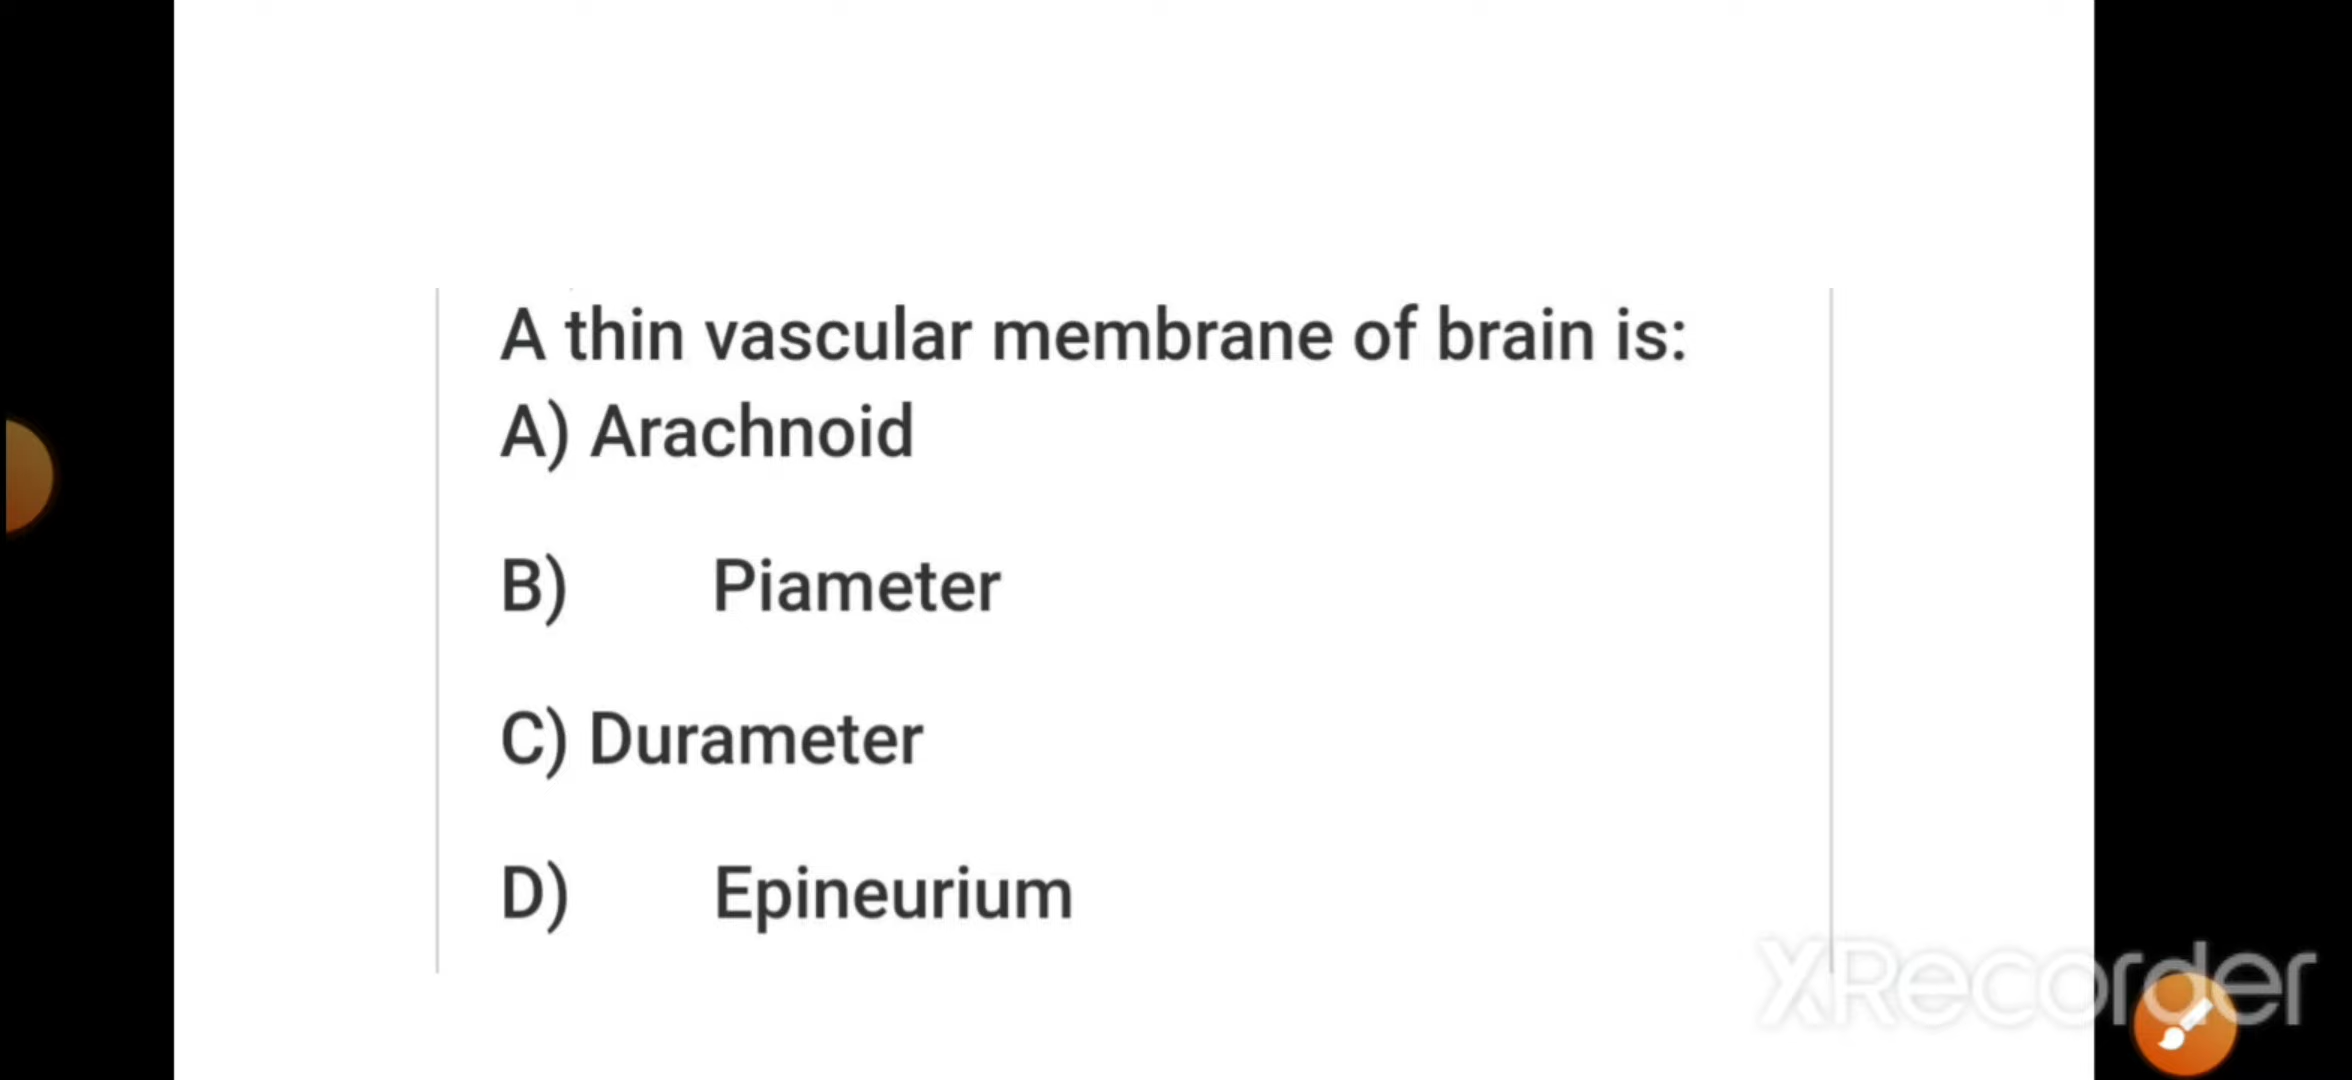 A thin vascular membrane of brain is:
A) Arachnoid
B) Piameter
C) Durameter
D) Epineurium
XRecorder